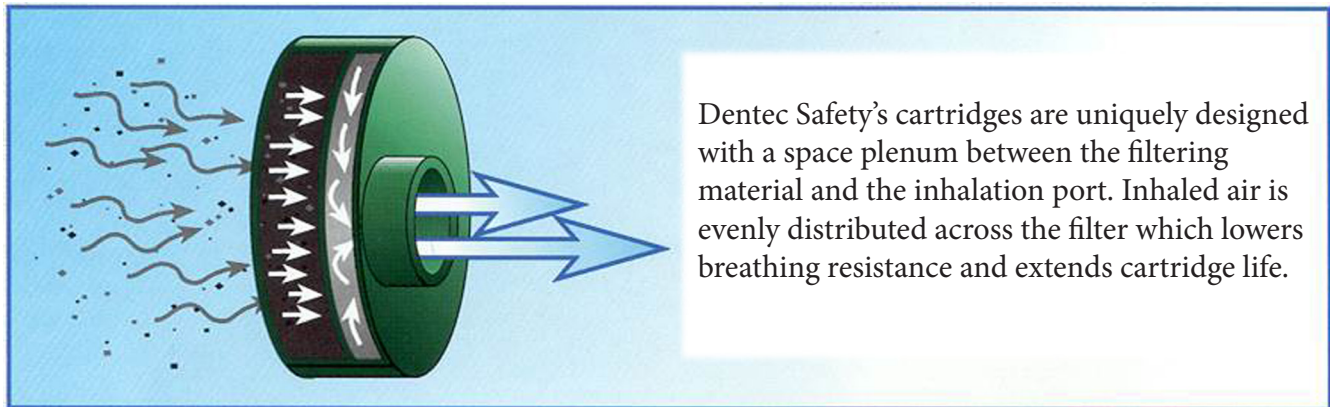 Dentec Safety’s cartridges are uniquely designed
with a space plenum between the filtering
material and the inhalation port. Inhaled air is
evenly distributed across the filter which lowers
breathing resistance and extends cartridge life.